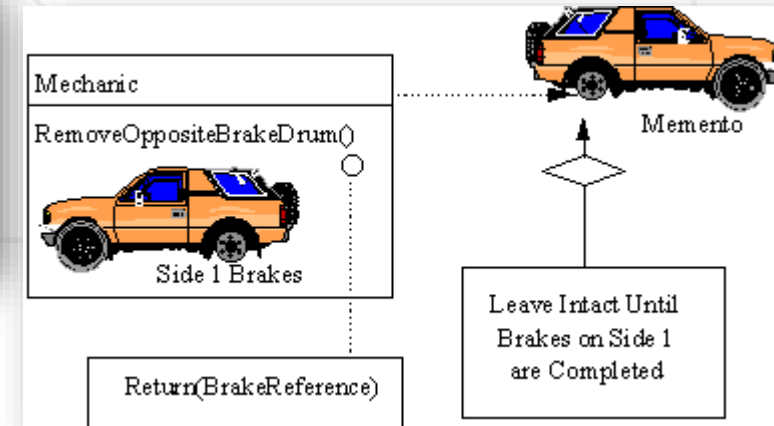 Mechanic
RemoveOppositeBrakeDrum()
Side 1 Brakes
Return(BrakeReference)
Memento
Leave Intact Until
Brakes on Side 1
are Completed